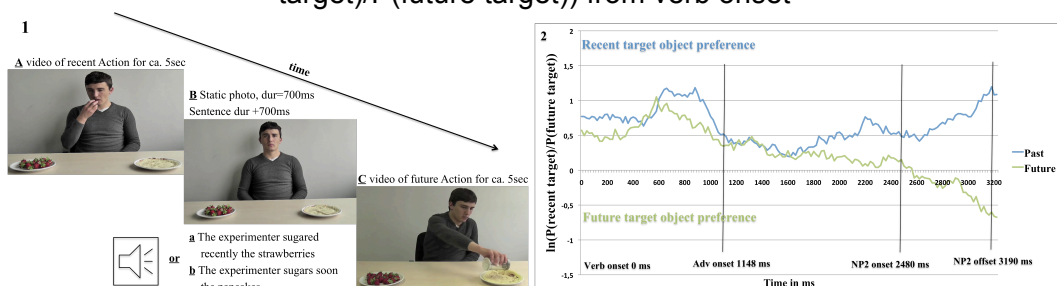 target)/P(future target)) from verb onset
1
time
A video of recent Action for ca. 5sec
B Static photo, dur=700ms
Sentence dur +700ms
C video of future Action for ca. 5sec
or
a The experimenter sugared
recently the strawberries
b The experimenter sugars soon
the pancakes
2
ln(P(recent target)/P(future target))
2
1,5
1
0,5
0
-0,5
-1
-1,5
Recent target object preference
Future target object preference
0 200 400 600 800 1000 1200 1400 1600 1800 2000 2200 2400 2600 2800 3000 3200
Past
Future
Verb onset 0 ms
Adv onset 1148 ms
NP2 onset 2480 ms
NP2 offset 3190 ms
Time in ms